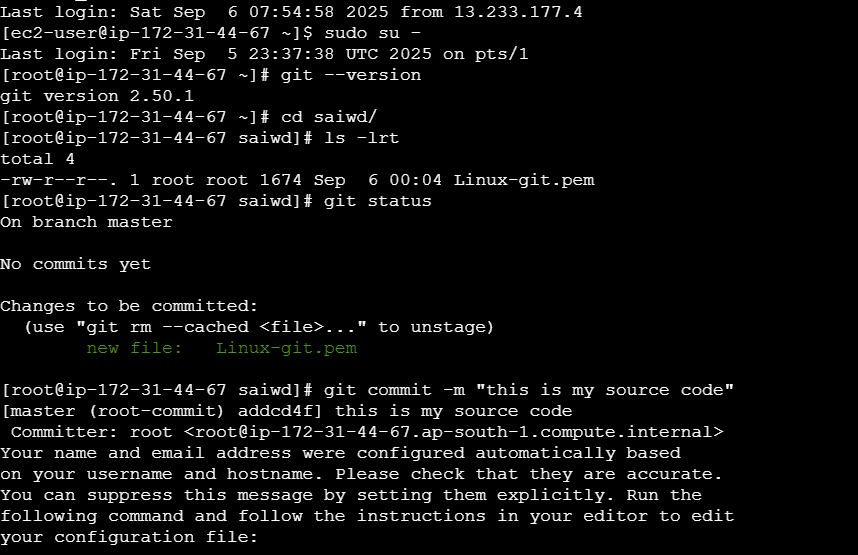 Last login: Sat Sep  6 07:54:58 2025 from 13.233.177.4
[ec2-user@ip-172-31-44-67 ~]$ sudo su -
Last login: Fri Sep  5 23:37:38 UTC 2025 on pts/1
[root@ip-172-31-44-67 ~]# git --version
git version 2.50.1
[root@ip-172-31-44-67 ~]# cd saiwd/
[root@ip-172-31-44-67 saiwd]# ls -lrt
total 4
-rw-r--r--. 1 root root 1674 Sep  6 00:04 Linux-git.pem
[root@ip-172-31-44-67 saiwd]# git status
On branch master

No commits yet

Changes to be committed:
  (use "git rm --cached <file>..." to unstage)
        new file:   Linux-git.pem

[root@ip-172-31-44-67 saiwd]# git commit -m "this is my source code"
[master (root-commit) addcd4f] this is my source code
 Committer: root <root@ip-172-31-44-67.ap-south-1.compute.internal>
Your name and email address were configured automatically based
on your username and hostname. Please check that they are accurate.
You can suppress this message by setting them explicitly. Run the
following command and follow the instructions in your editor to edit
your configuration file: